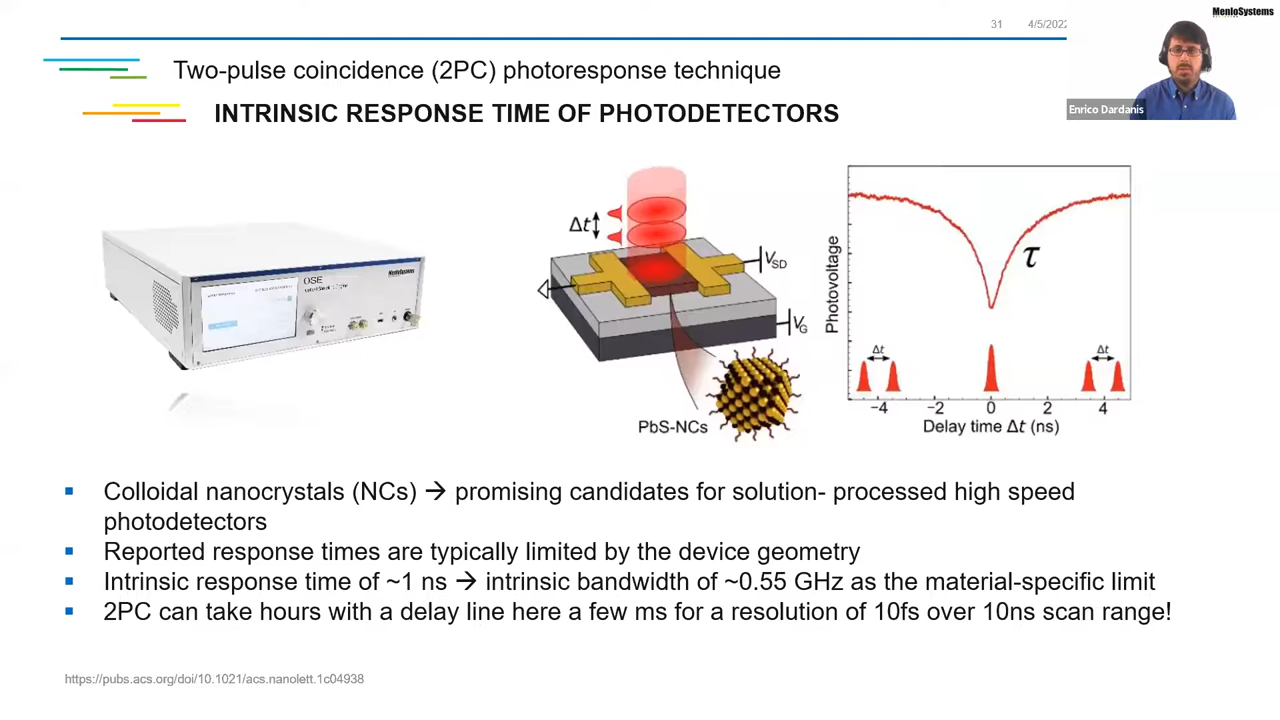 MenloSystems
31 4/5/2022
Two-pulse coincidence (2PC) photoresponse technique
Enrico Dardanis
INTRINSIC RESPONSE TIME OF PHOTODETECTORS
OSE
MenloSystems
Δt
V_SD
V_G
PbS-NCs
Photovoltage
τ
Δt
Δt
−4 −2 0 2 4
Delay time Δt (ns)
▪ Colloidal nanocrystals (NCs) → promising candidates for solution- processed high speed
photodetectors
▪ Reported response times are typically limited by the device geometry
▪ Intrinsic response time of ~1 ns → intrinsic bandwidth of ~0.55 GHz as the material-specific limit
▪ 2PC can take hours with a delay line here a few ms for a resolution of 10fs over 10ns scan range!
https://pubs.acs.org/doi/10.1021/acs.nanolett.1c04938